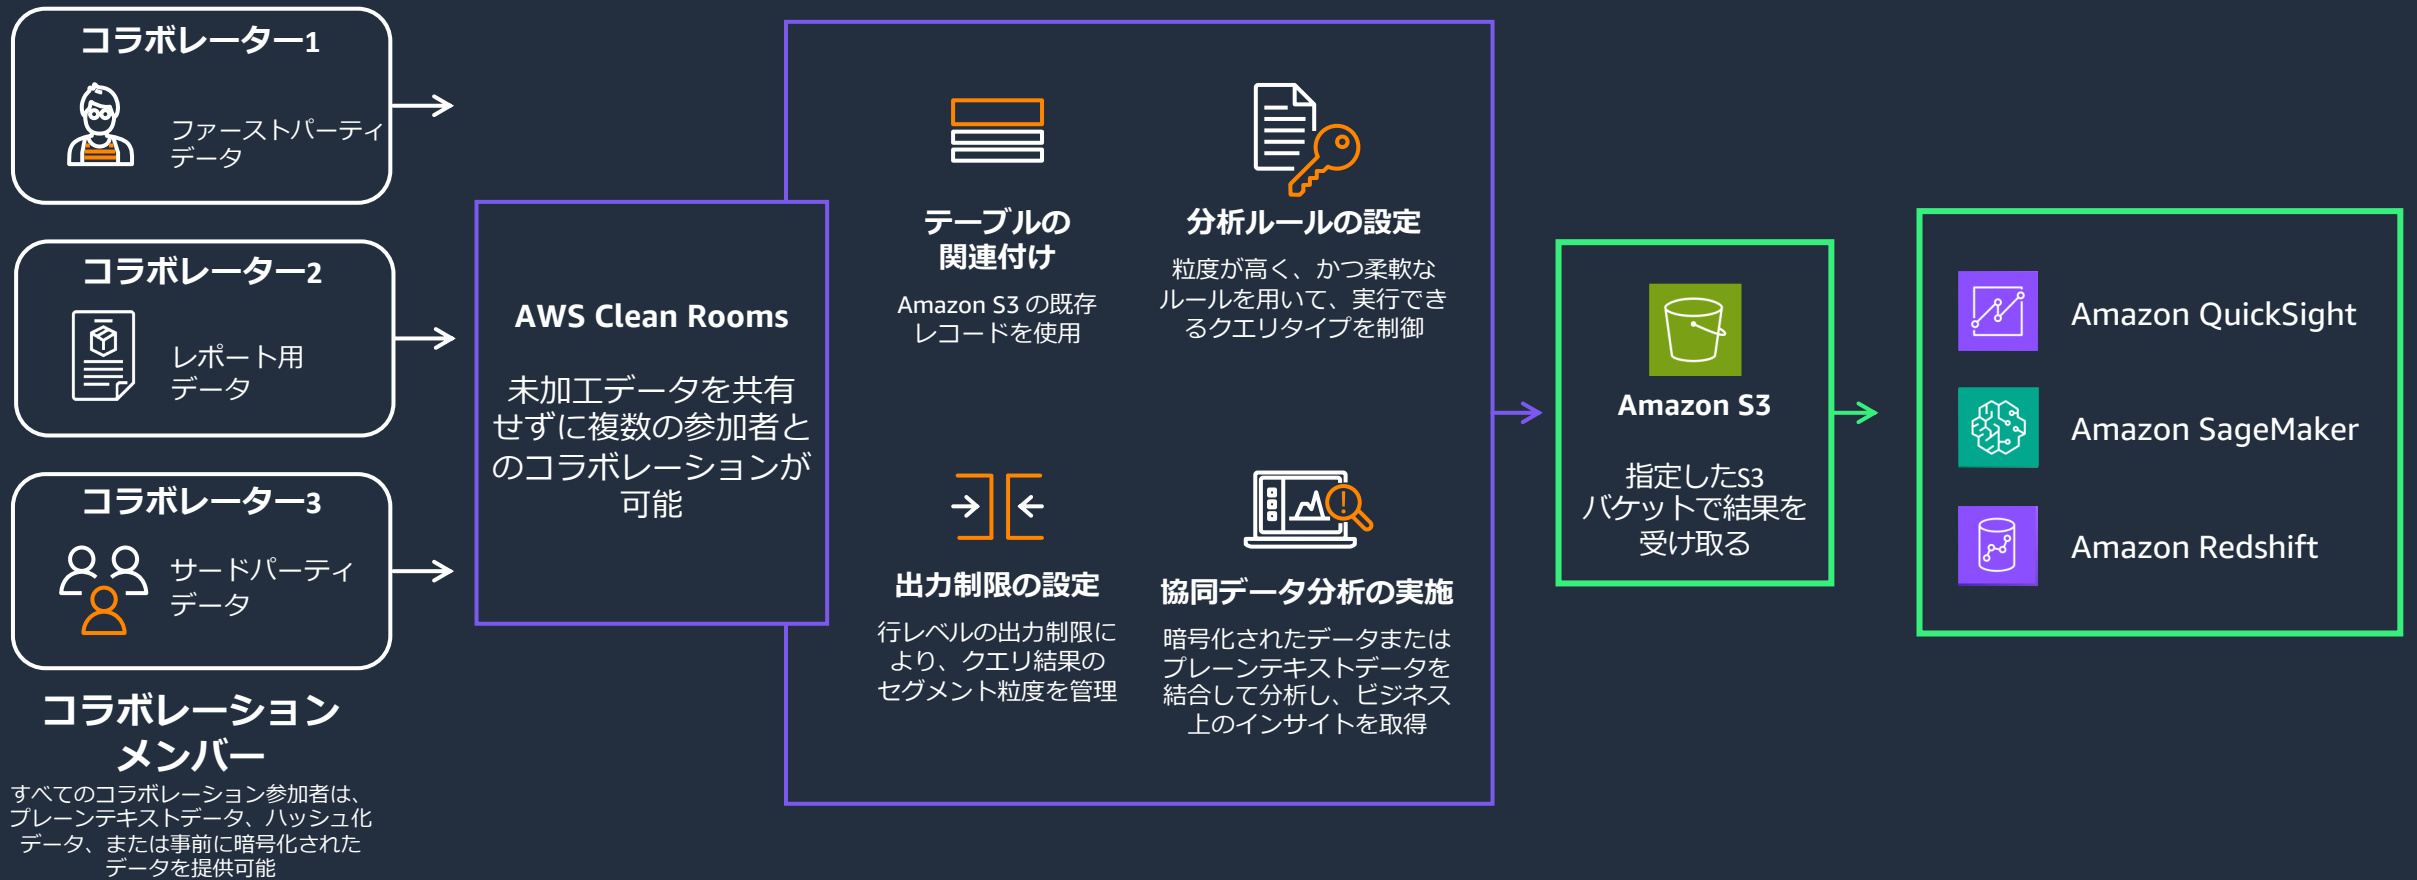 コラボレーター1
ファーストパーティ
データ
コラボレーター2
レポート用
データ
コラボレーター3
サードパーティ
データ
コラボレーション
メンバー
すべてのコラボレーション参加者は、
プレーンテキストデータ、ハッシュ化
データ、または事前に暗号化された
データを提供可能
AWS Clean Rooms
未加工データを共有
せずに複数の参加者と
のコラボレーションが
可能
テーブルの
関連付け
Amazon S3 の既存
レコードを使用
分析ルールの設定
粒度が高く、かつ柔軟な
ルールを用いて、実行でき
るクエリタイプを制御
出力制限の設定
行レベルの出力制限に
より、クエリ結果の
セグメント粒度を管理
協同データ分析の実施
暗号化されたデータまたは
プレーンテキストデータを
結合して分析し、ビジネス
上のインサイトを取得
Amazon S3
指定したS3
バケットで結果を
受け取る
Amazon QuickSight
Amazon SageMaker
Amazon Redshift